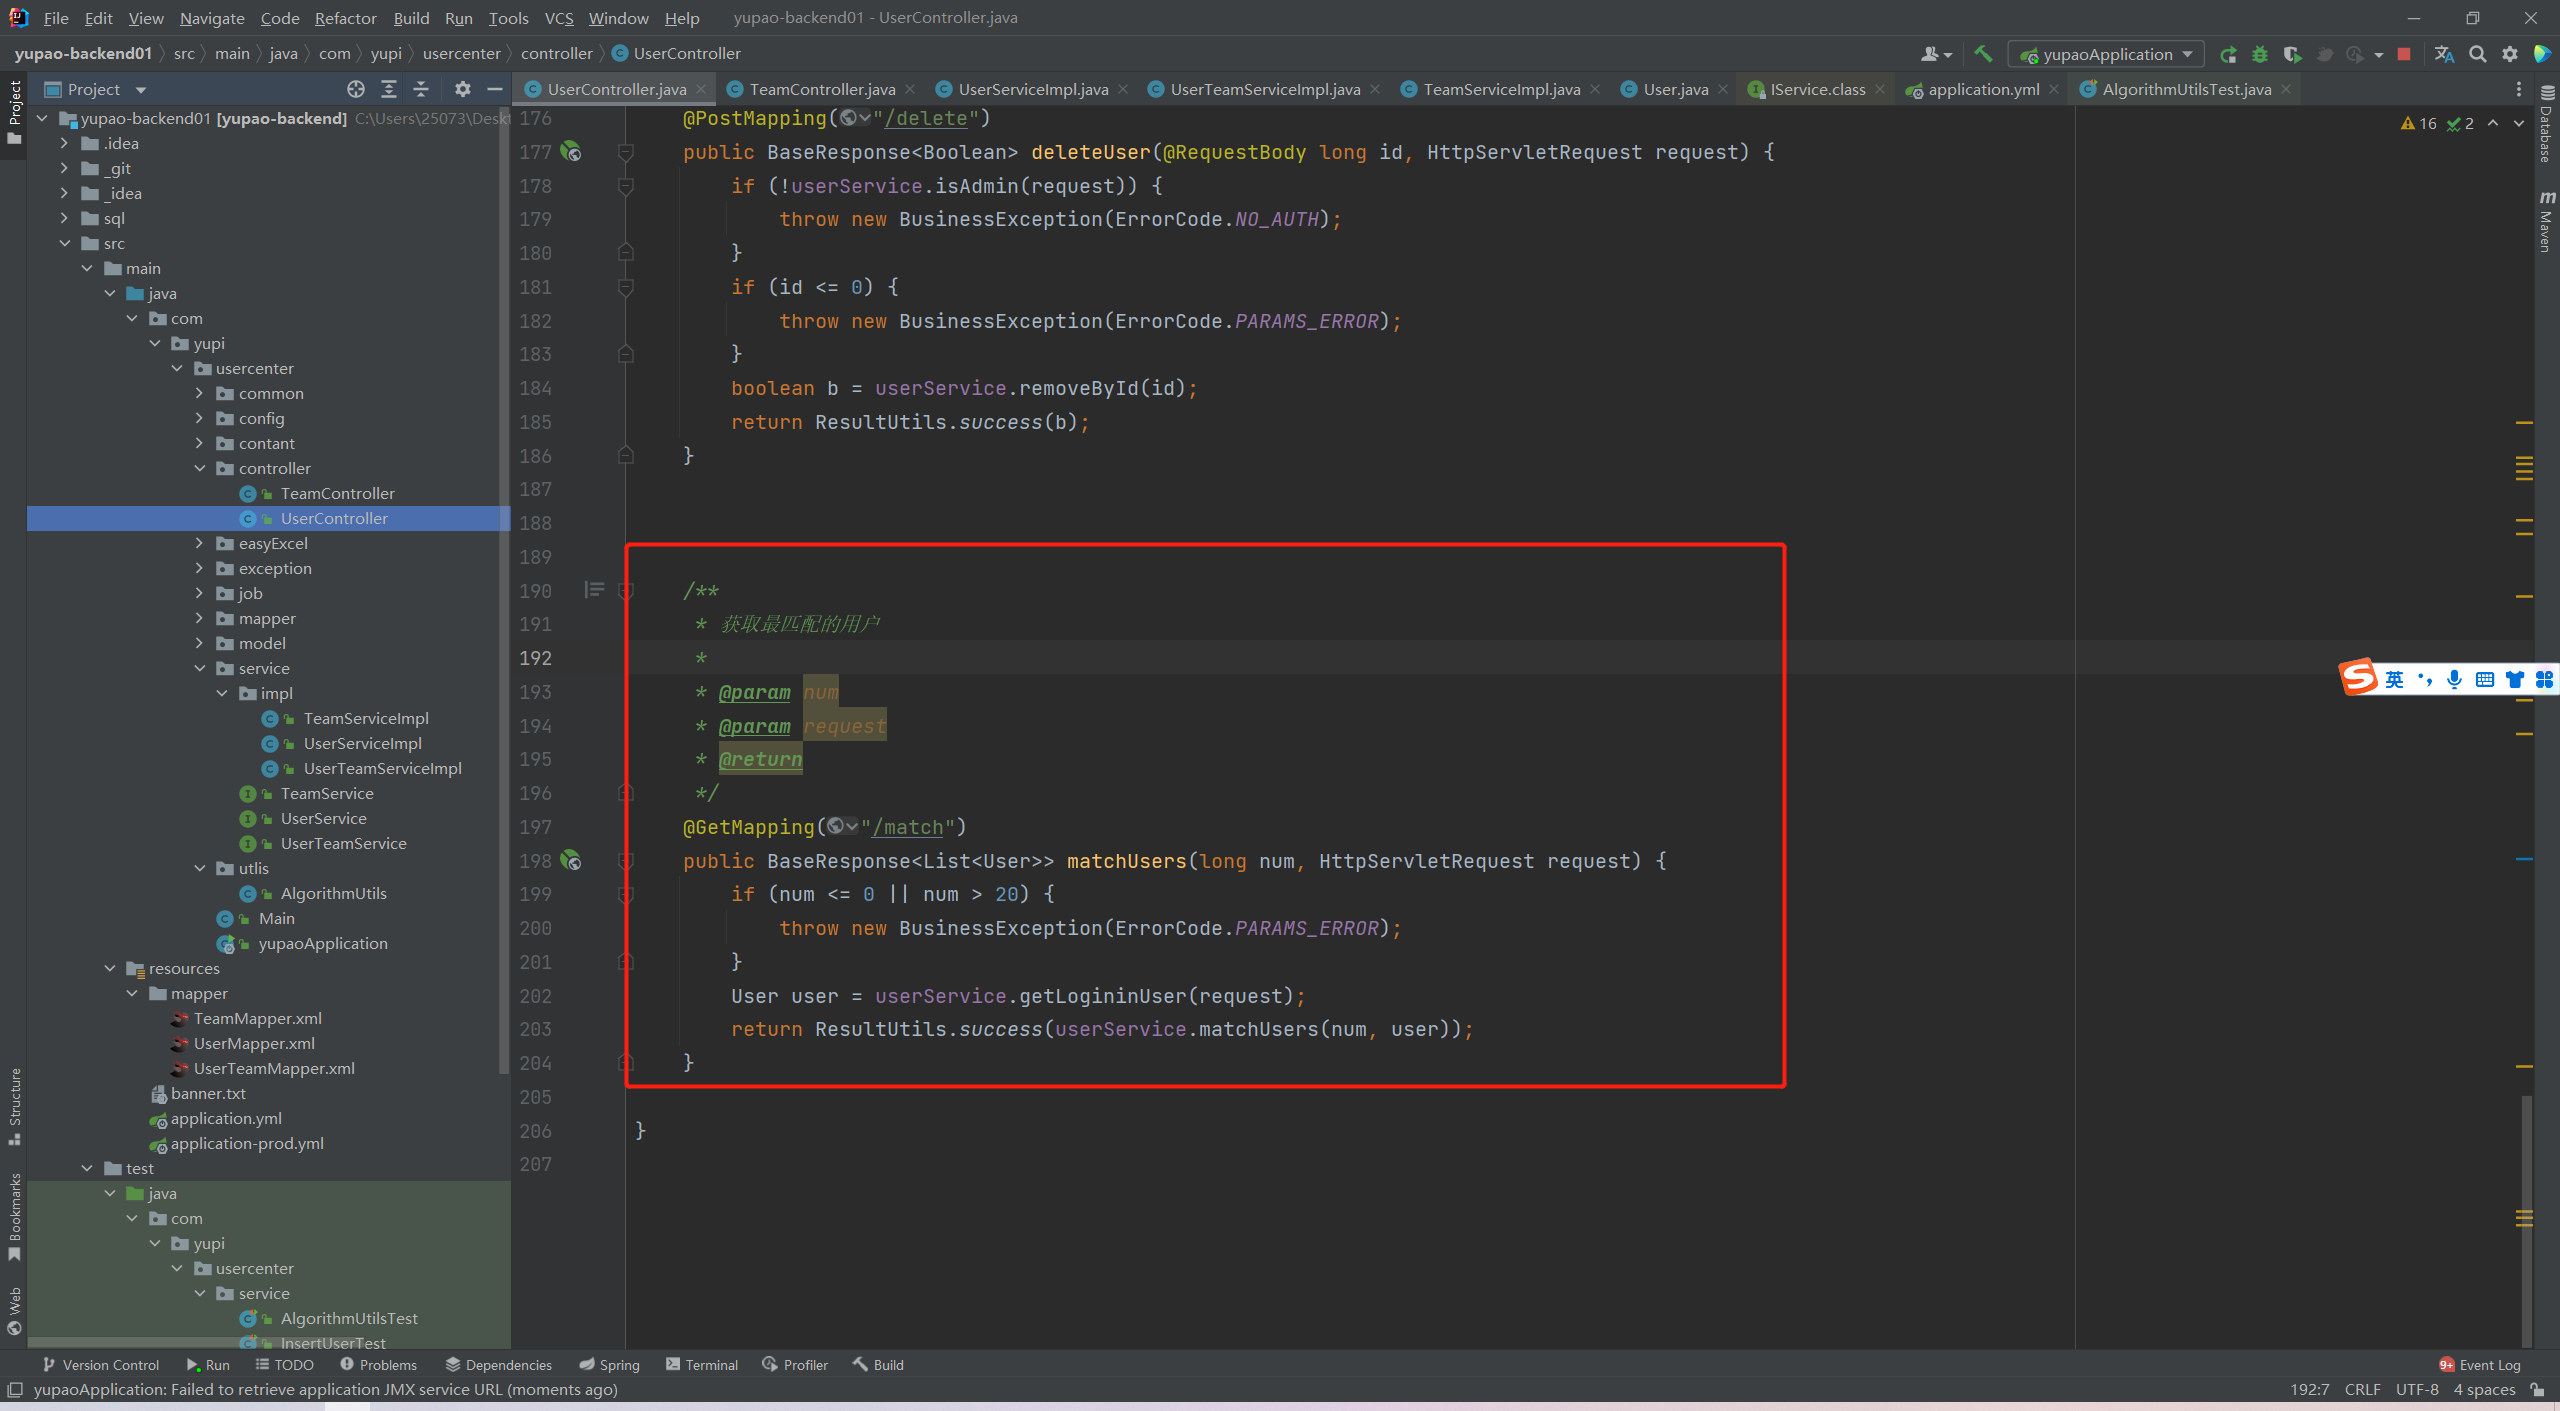 File Edit View Navigate Code Refactor Build Run Tools VCS Window Help yupao-backend01 - UserController.java
yupao-backend01 src main java com yupi usercenter controller UserController yupaoApplication
Project
UserController.java TeamController.java UserServiceImpl.java UserTeamServiceImpl.java TeamServiceImpl.java User.java IService.class application.yml AlgorithmUtilsTest.java
Project
Structure
Bookmarks
Web
yupao-backend01 [yupao-backend] C:\Users\25073\Deskt
.idea
_git
_idea
sql
src
main
java
com
yupi
usercenter
common
config
contant
controller
TeamController
UserController
easyExcel
exception
job
mapper
model
service
impl
TeamServiceImpl
UserServiceImpl
UserTeamServiceImpl
TeamService
UserService
UserTeamService
utlis
AlgorithmUtils
Main
yupaoApplication
resources
mapper
TeamMapper.xml
UserMapper.xml
UserTeamMapper.xml
banner.txt
application.yml
application-prod.yml
test
java
com
yupi
usercenter
service
AlgorithmUtilsTest
InsertUserTest
16 2
176 @PostMapping("/delete")
177 public BaseResponse<Boolean> deleteUser(@RequestBody long id, HttpServletRequest request) {
178 if (!userService.isAdmin(request)) {
179 throw new BusinessException(ErrorCode.NO_AUTH);
180 }
181 if (id <= 0) {
182 throw new BusinessException(ErrorCode.PARAMS_ERROR);
183 }
184 boolean b = userService.removeById(id);
185 return ResultUtils.success(b);
186 }
187
188
189
190 /**
191 * 获取最匹配的用户
192 *
193 * @param num
194 * @param request
195 * @return
196 */
197 @GetMapping("/match")
198 public BaseResponse<List<User>> matchUsers(long num, HttpServletRequest request) {
199 if (num <= 0 || num > 20) {
200 throw new BusinessException(ErrorCode.PARAMS_ERROR);
201 }
202 User user = userService.getLogininUser(request);
203 return ResultUtils.success(userService.matchUsers(num, user));
204 }
205
206 }
207
Database
m Maven
S 英
Version Control Run TODO Problems Dependencies Spring Terminal Profiler Build 9+ Event Log
yupaoApplication: Failed to retrieve application JMX service URL (moments ago) 192:7 CRLF UTF-8 4 spaces